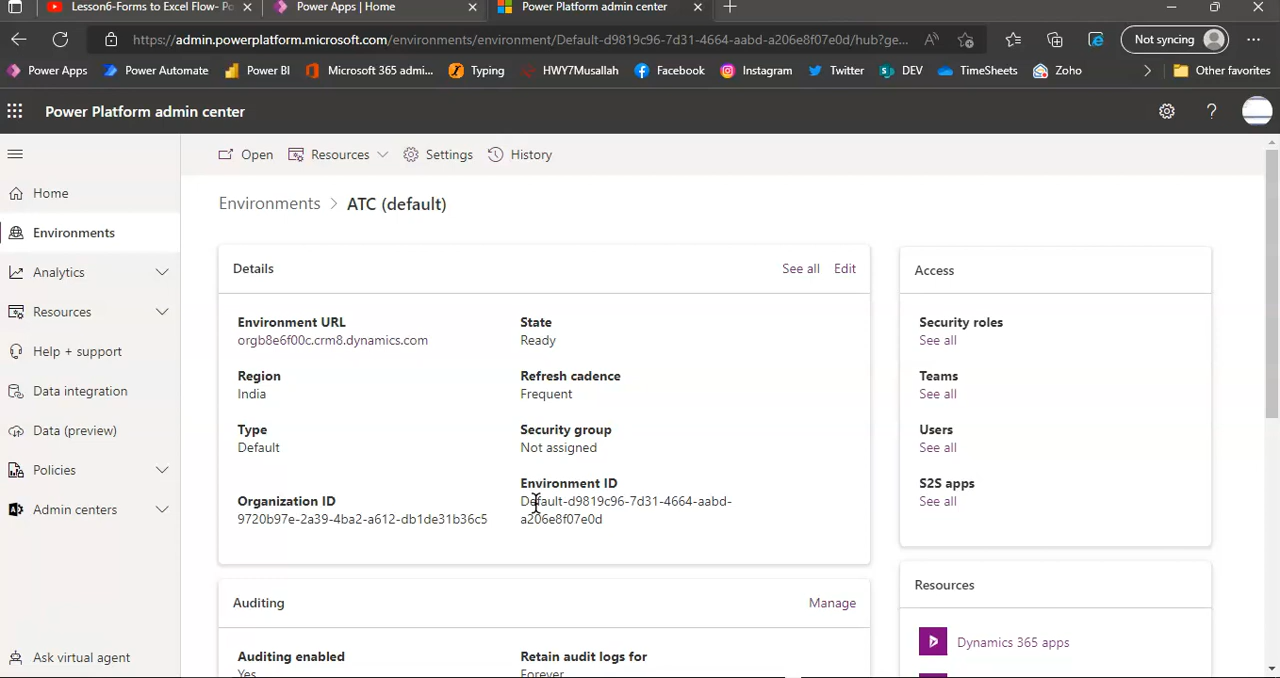 Lesson6-Forms to Excel Flow- Po
Power Apps | Home
Power Platform admin center
https://admin.powerplatform.microsoft.com/environments/environment/Default-d9819c96-7d31-4664-aabd-a206e8f07e0d/hub?ge...
Not syncing
Power Apps
Power Automate
Power BI
Microsoft 365 admi...
Typing
HWY7Musallah
Facebook
Instagram
Twitter
DEV
TimeSheets
Zoho
Other favorites
Power Platform admin center
Open
Resources
Settings
History
Home
Environments
Analytics
Resources
Help + support
Data integration
Data (preview)
Policies
Admin centers
Ask virtual agent
Environments > ATC (default)
Details
See all
Edit
Environment URL
orgb8e6f00c.crm8.dynamics.com
State
Ready
Region
India
Refresh cadence
Frequent
Type
Default
Security group
Not assigned
Organization ID
9720b97e-2a39-4ba2-a612-db1de31b36c5
Environment ID
Default-d9819c96-7d31-4664-aabd-
a206e8f07e0d
Auditing
Manage
Auditing enabled
Yes
Retain audit logs for
Forever
Access
Security roles
See all
Teams
See all
Users
See all
S2S apps
See all
Resources
Dynamics 365 apps